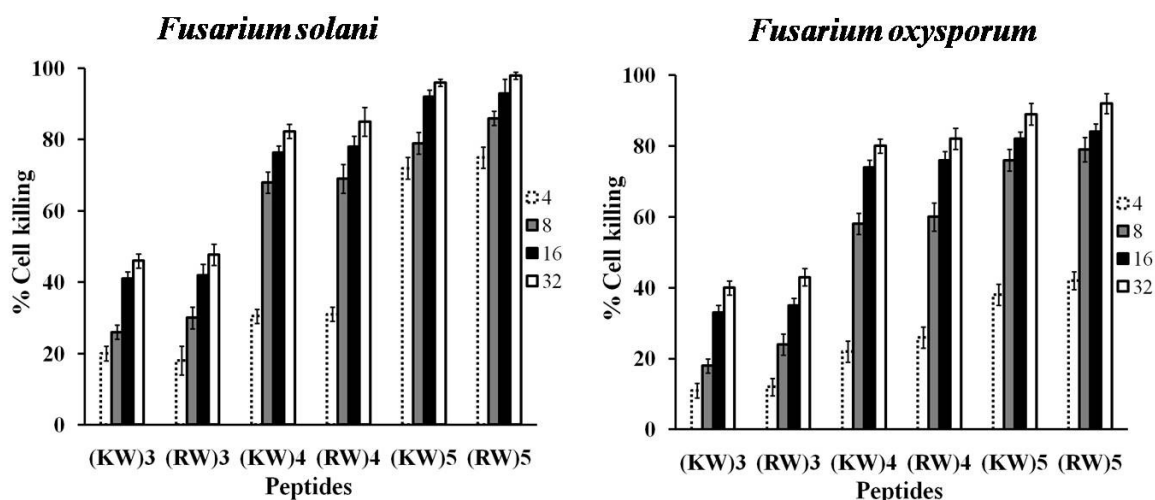 Fusarium solani
% Cell killing
100
80
60
40
20
0
(KW)3 (RW)3 (KW)4 (RW)4 (KW)5 (RW)5
Peptides
4
8
16
32
Fusarium oxysporum
% Cell killing
100
80
60
40
20
0
(KW)3 (RW)3 (KW)4 (RW)4 (KW)5 (RW)5
Peptides
4
8
16
32